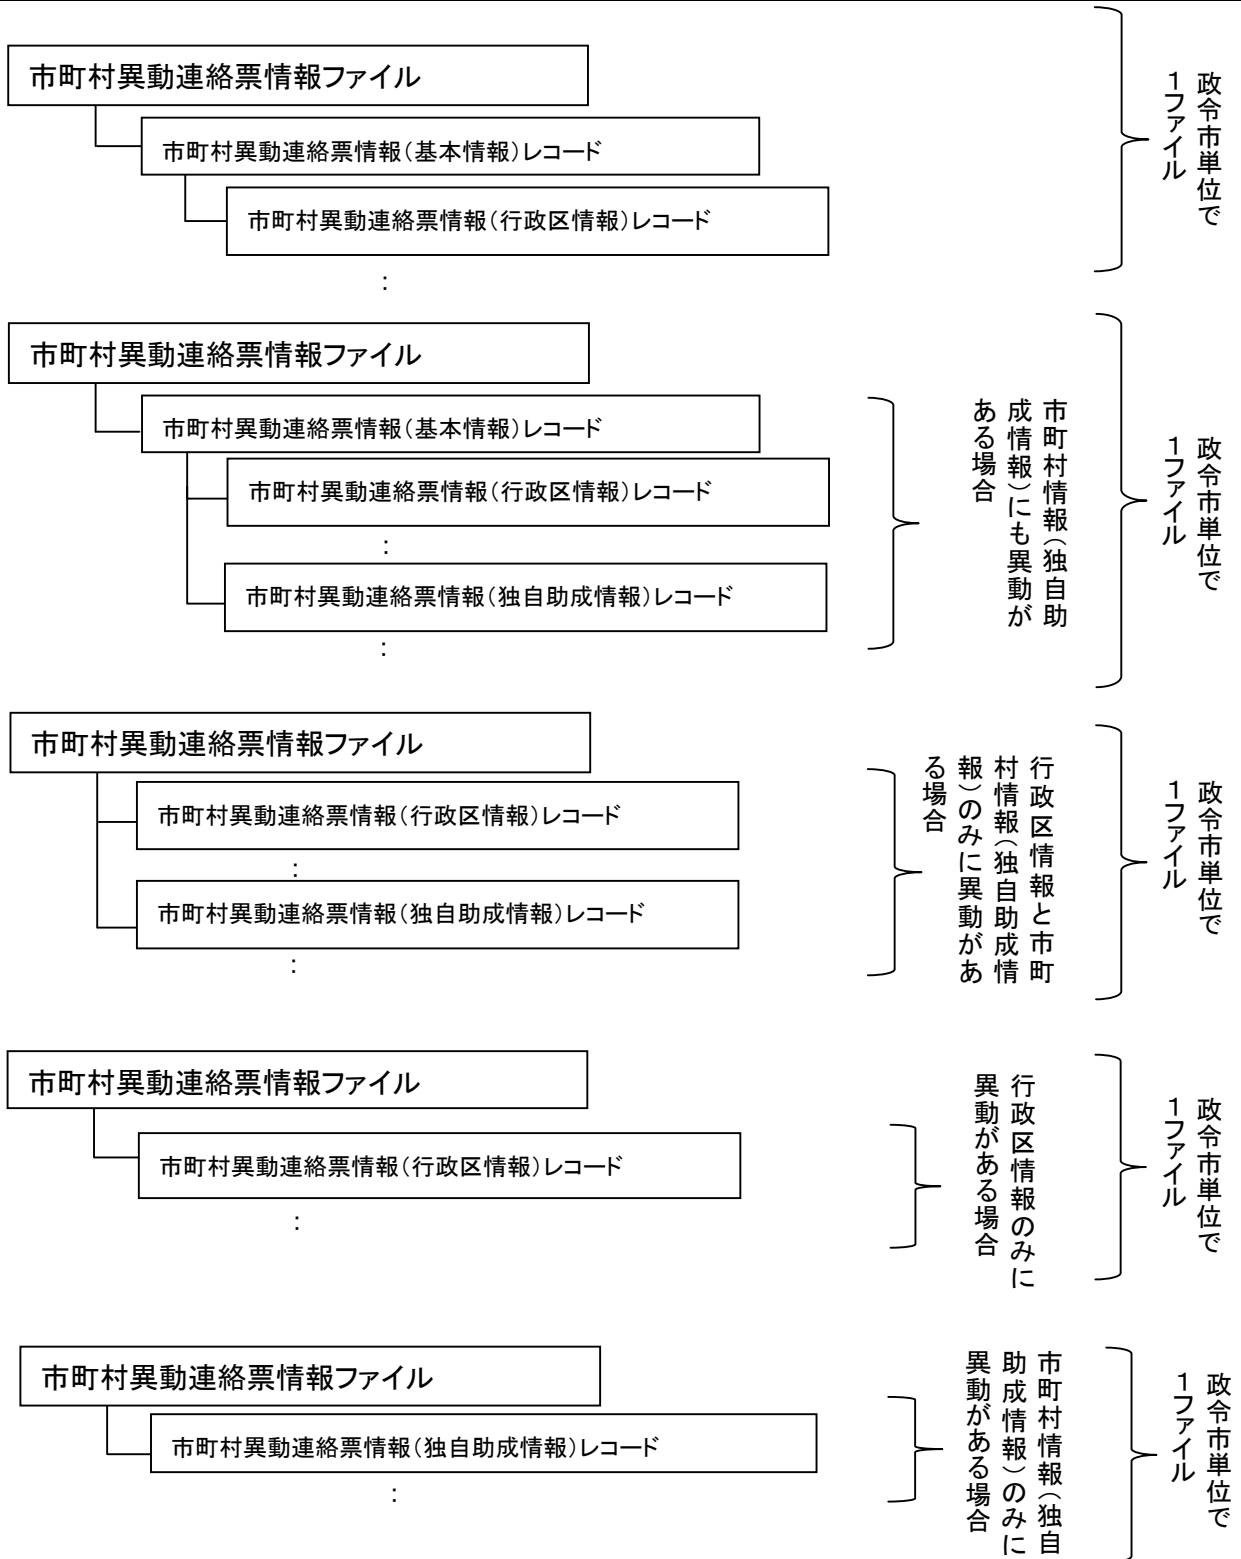 市町村異動連絡票情報ファイル
市町村異動連絡票情報（基本情報）レコード
市町村異動連絡票情報（行政区情報）レコード
：
政令市単位で
１ファイル
市町村異動連絡票情報ファイル
市町村異動連絡票情報（基本情報）レコード
市町村異動連絡票情報（行政区情報）レコード
：
市町村異動連絡票情報（独自助成情報）レコード
：
市町村情報（独自助
成情報）にも異動が
ある場合
政令市単位で
１ファイル
市町村異動連絡票情報ファイル
市町村異動連絡票情報（行政区情報）レコード
：
市町村異動連絡票情報（独自助成情報）レコード
：
行政区情報と市町
村情報（独自助成情
報）のみに異動があ
る場合
政令市単位で
１ファイル
市町村異動連絡票情報ファイル
市町村異動連絡票情報（行政区情報）レコード
：
行政区情報のみに
異動がある場合
政令市単位で
１ファイル
市町村異動連絡票情報ファイル
市町村異動連絡票情報（独自助成情報）レコード
：
市町村情報（独自
助成情報）のみに
異動がある場合
政令市単位で
１ファイル